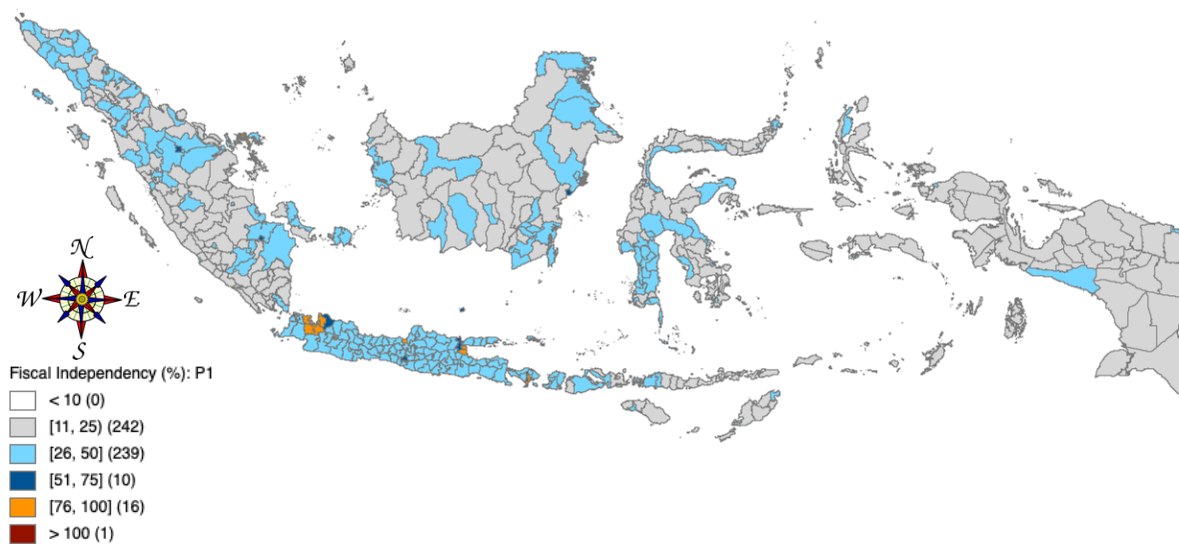 N
W E
S
Fiscal Independency (%): P1
< 10 (0)
[11, 25) (242)
[26, 50] (239)
[51, 75] (10)
[76, 100] (16)
> 100 (1)